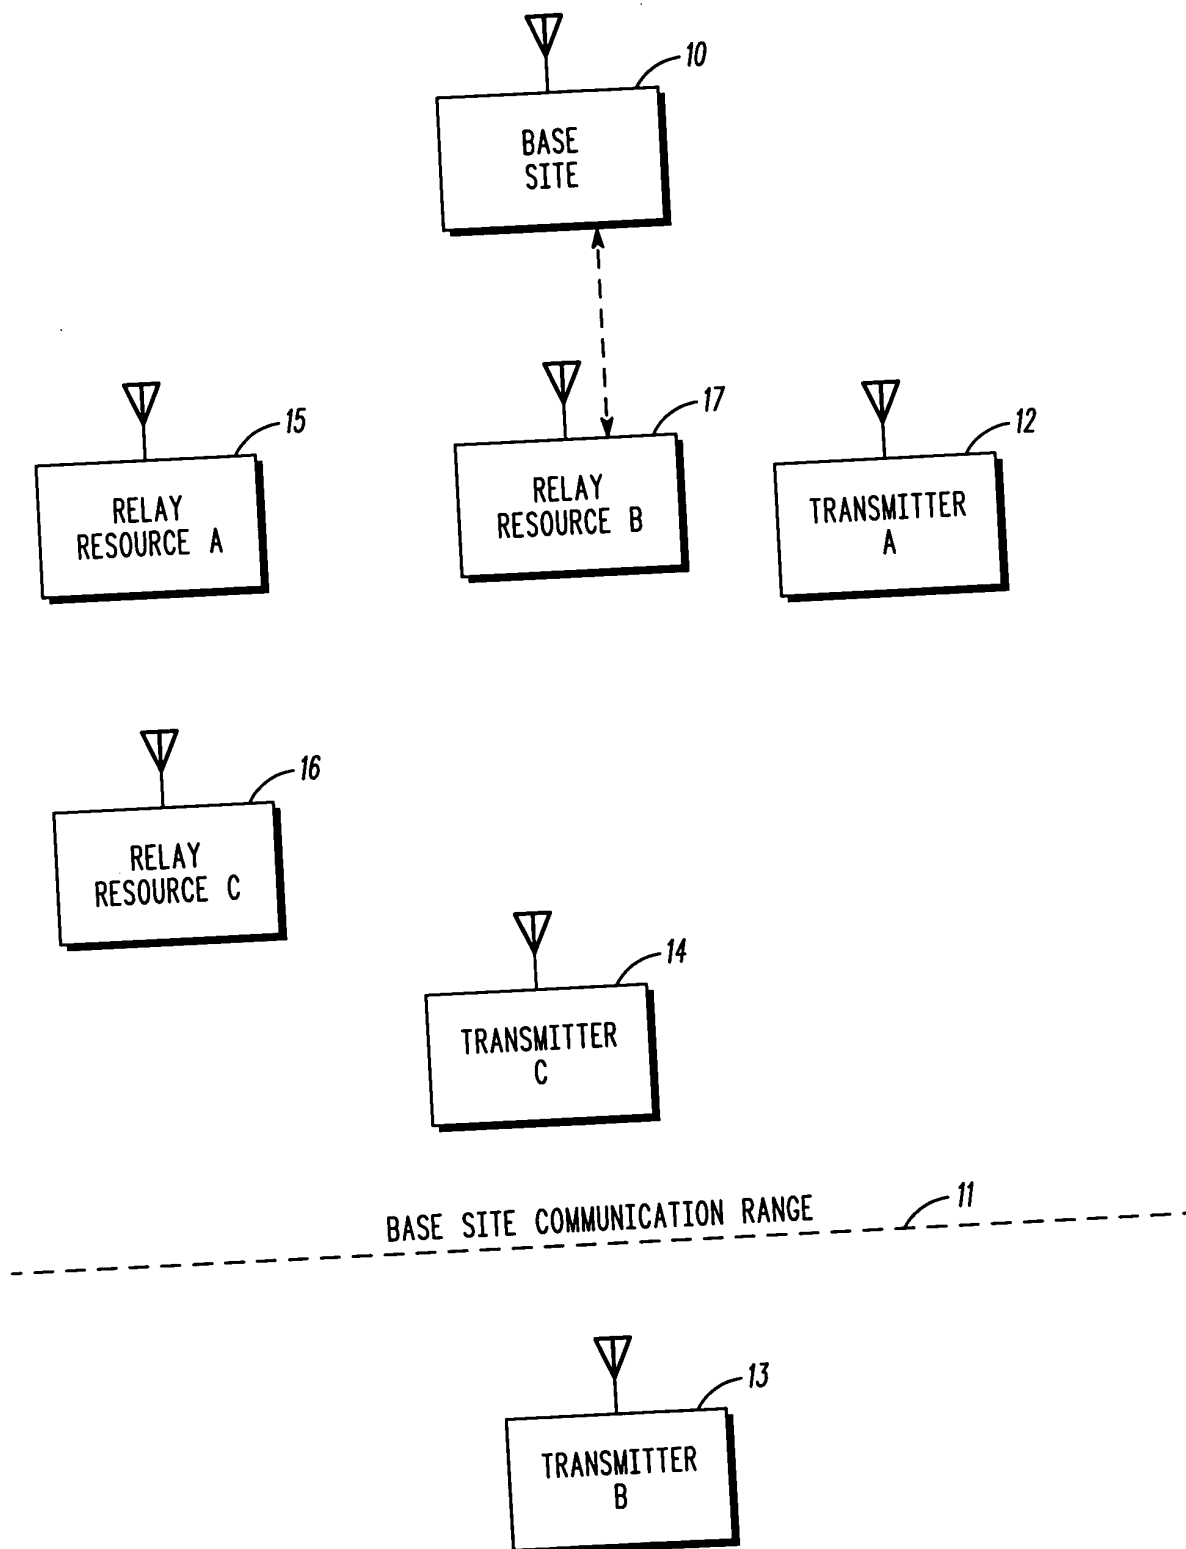 10
BASE
SITE
15
RELAY
RESOURCE A
17
RELAY
RESOURCE B
12
TRANSMITTER
A
16
RELAY
RESOURCE C
14
TRANSMITTER
C
BASE SITE COMMUNICATION RANGE
11
13
TRANSMITTER
B